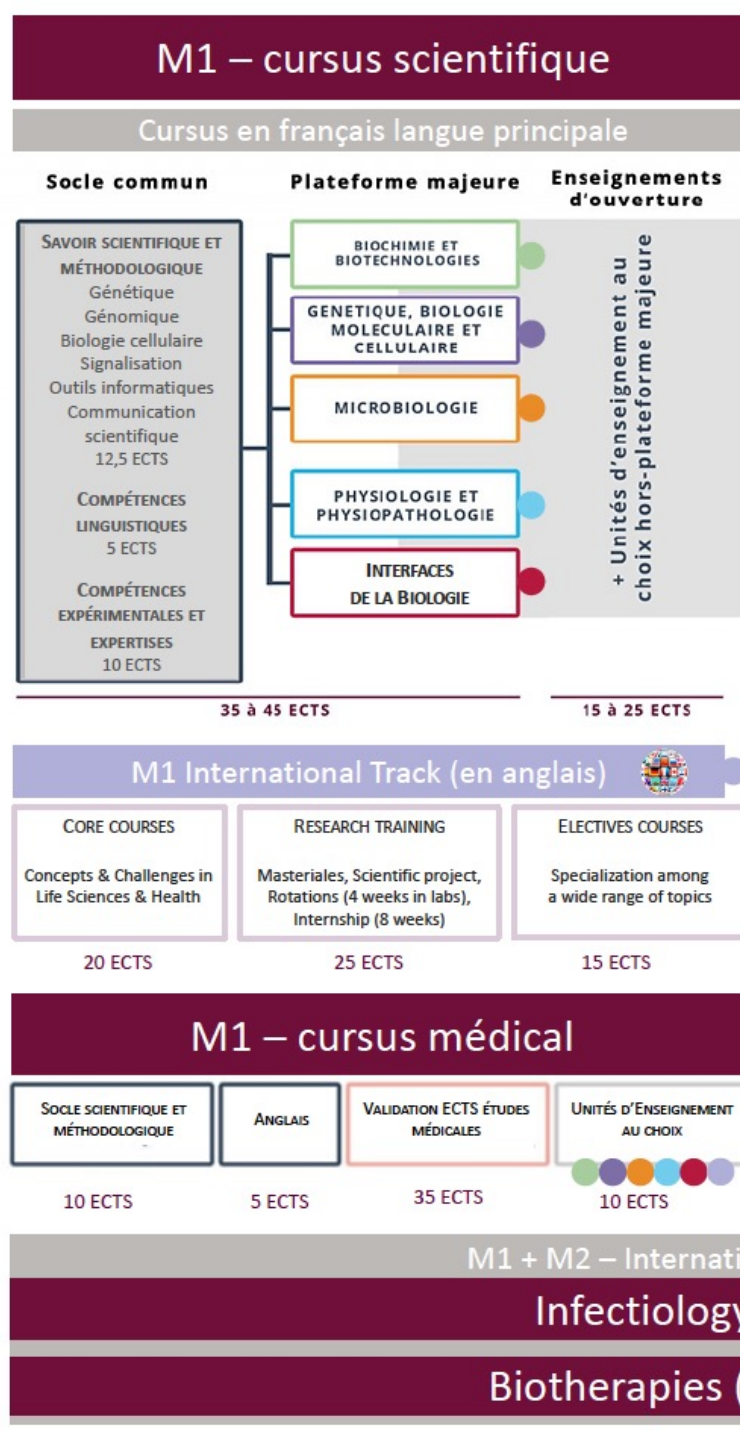 M1 – cursus scientifique
Cursus en français langue principale
Socle commun
Plateforme majeure
Enseignements
d'ouverture
SAVOIR SCIENTIFIQUE ET
MÉTHODOLOGIQUE
Génétique
Génomique
Biologie cellulaire
Signalisation
Outils informatiques
Communication
scientifique
12,5 ECTS
COMPÉTENCES
LINGUISTIQUES
5 ECTS
COMPÉTENCES
EXPÉRIMENTALES ET
EXPERTISES
10 ECTS
BIOCHIMIE ET
BIOTECHNOLOGIES
GENETIQUE, BIOLOGIE
MOLECULAIRE ET
CELLULAIRE
MICROBIOLOGIE
PHYSIOLOGIE ET
PHYSIOPATHOLOGIE
INTERFACES
DE LA BIOLOGIE
+ Unités d'enseignement au
choix hors-plateforme majeure
35 à 45 ECTS
15 à 25 ECTS
M1 International Track (en anglais)
CORE COURSES
Concepts & Challenges in
Life Sciences & Health
20 ECTS
RESEARCH TRAINING
Masteriales, Scientific project,
Rotations (4 weeks in labs),
Internship (8 weeks)
25 ECTS
ELECTIVES COURSES
Specialization among
a wide range of topics
15 ECTS
M1 – cursus médical
SOCLE SCIENTIFIQUE ET
MÉTHODOLOGIQUE
10 ECTS
ANGLAIS
5 ECTS
VALIDATION ECTS ÉTUDES
MÉDICALES
35 ECTS
UNITÉS D'ENSEIGNEMENT
AU CHOIX
10 ECTS
M1 + M2 – Internati
Infectiology
Biotherapies (